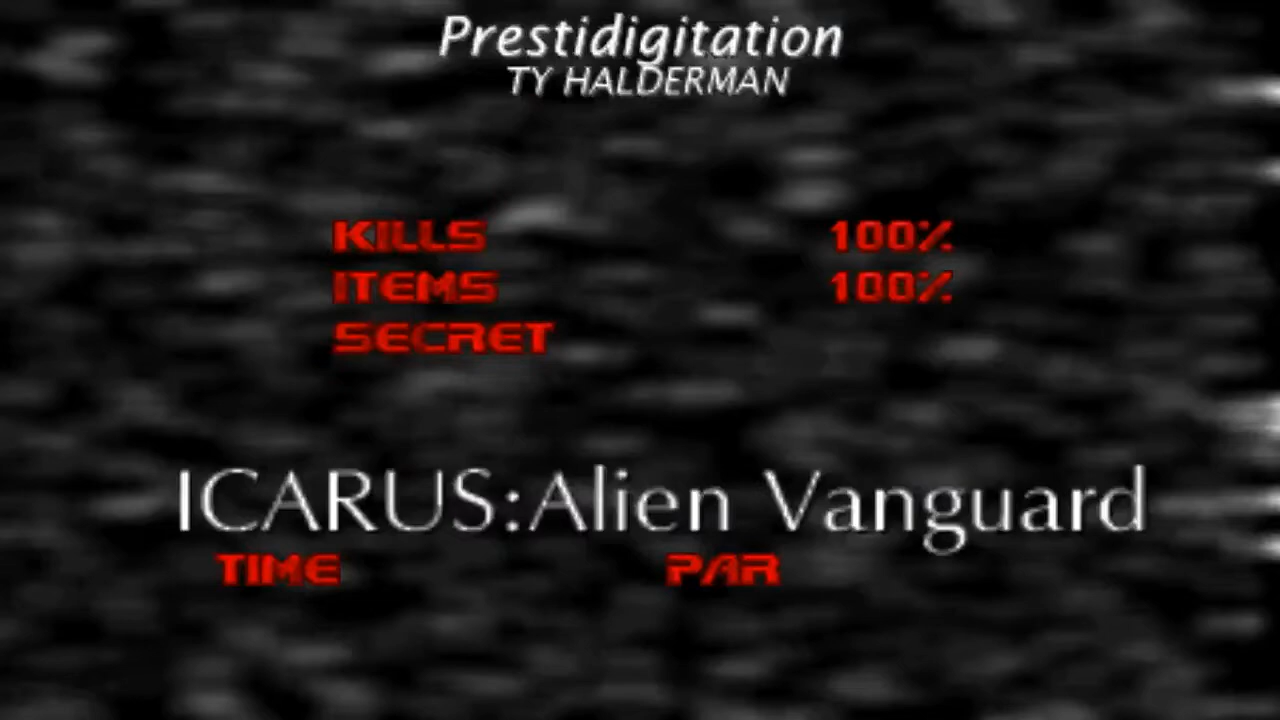 Prestidigitation
TY HALDERMAN
KILLS 100%
ITEMS 100%
SECRET
ICARUS:Alien Vanguard
TIME PAR